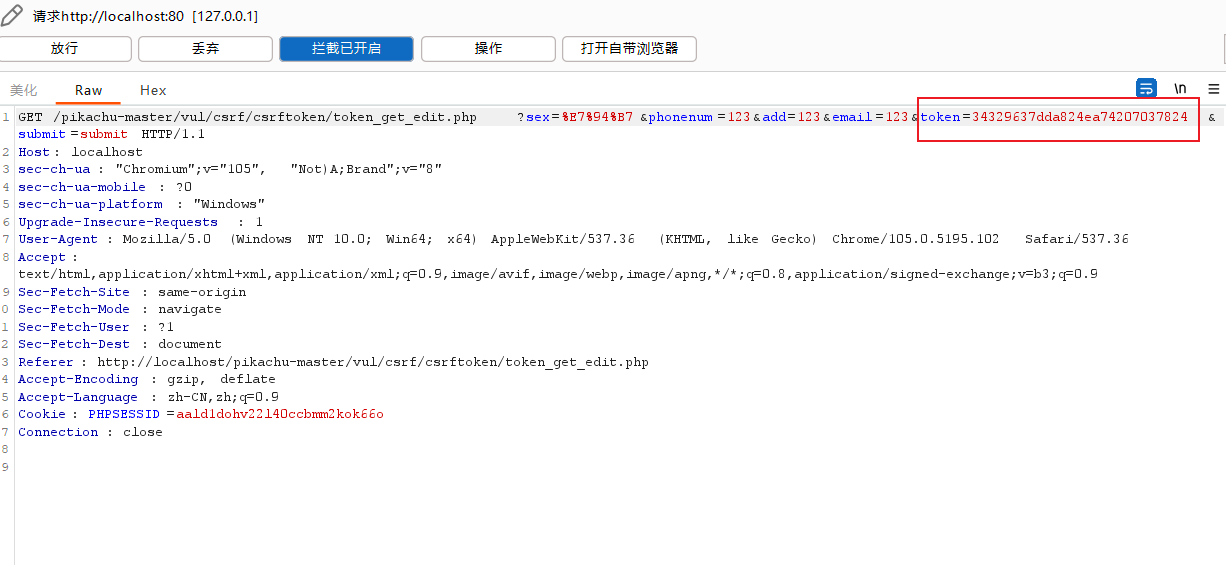 请求http://localhost:80 [127.0.0.1]
放行 丢弃 拦截已开启 操作 打开自带浏览器
美化 Raw Hex \n
1 GET /pikachu-master/vul/csrf/csrftoken/token_get_edit.php ?sex=%E7%94%B7&phonenum=123&add=123&email=123&token=34329637dda824ea74207037824 &
submit=submit HTTP/1.1
2 Host: localhost
3 sec-ch-ua : "Chromium";v="105", "Not)A;Brand";v="8"
4 sec-ch-ua-mobile : ?0
5 sec-ch-ua-platform : "Windows"
6 Upgrade-Insecure-Requests : 1
7 User-Agent : Mozilla/5.0 (Windows NT 10.0; Win64; x64) AppleWebKit/537.36 (KHTML, like Gecko) Chrome/105.0.5195.102 Safari/537.36
8 Accept :
text/html,application/xhtml+xml,application/xml;q=0.9,image/avif,image/webp,image/apng,*/*;q=0.8,application/signed-exchange;v=b3;q=0.9
9 Sec-Fetch-Site : same-origin
0 Sec-Fetch-Mode : navigate
1 Sec-Fetch-User : ?1
2 Sec-Fetch-Dest : document
3 Referer : http://localhost/pikachu-master/vul/csrf/csrftoken/token_get_edit.php
4 Accept-Encoding : gzip, deflate
5 Accept-Language : zh-CN,zh;q=0.9
6 Cookie : PHPSESSID =aald1dohv22l40ccbmm2kok66o
7 Connection : close
8
9